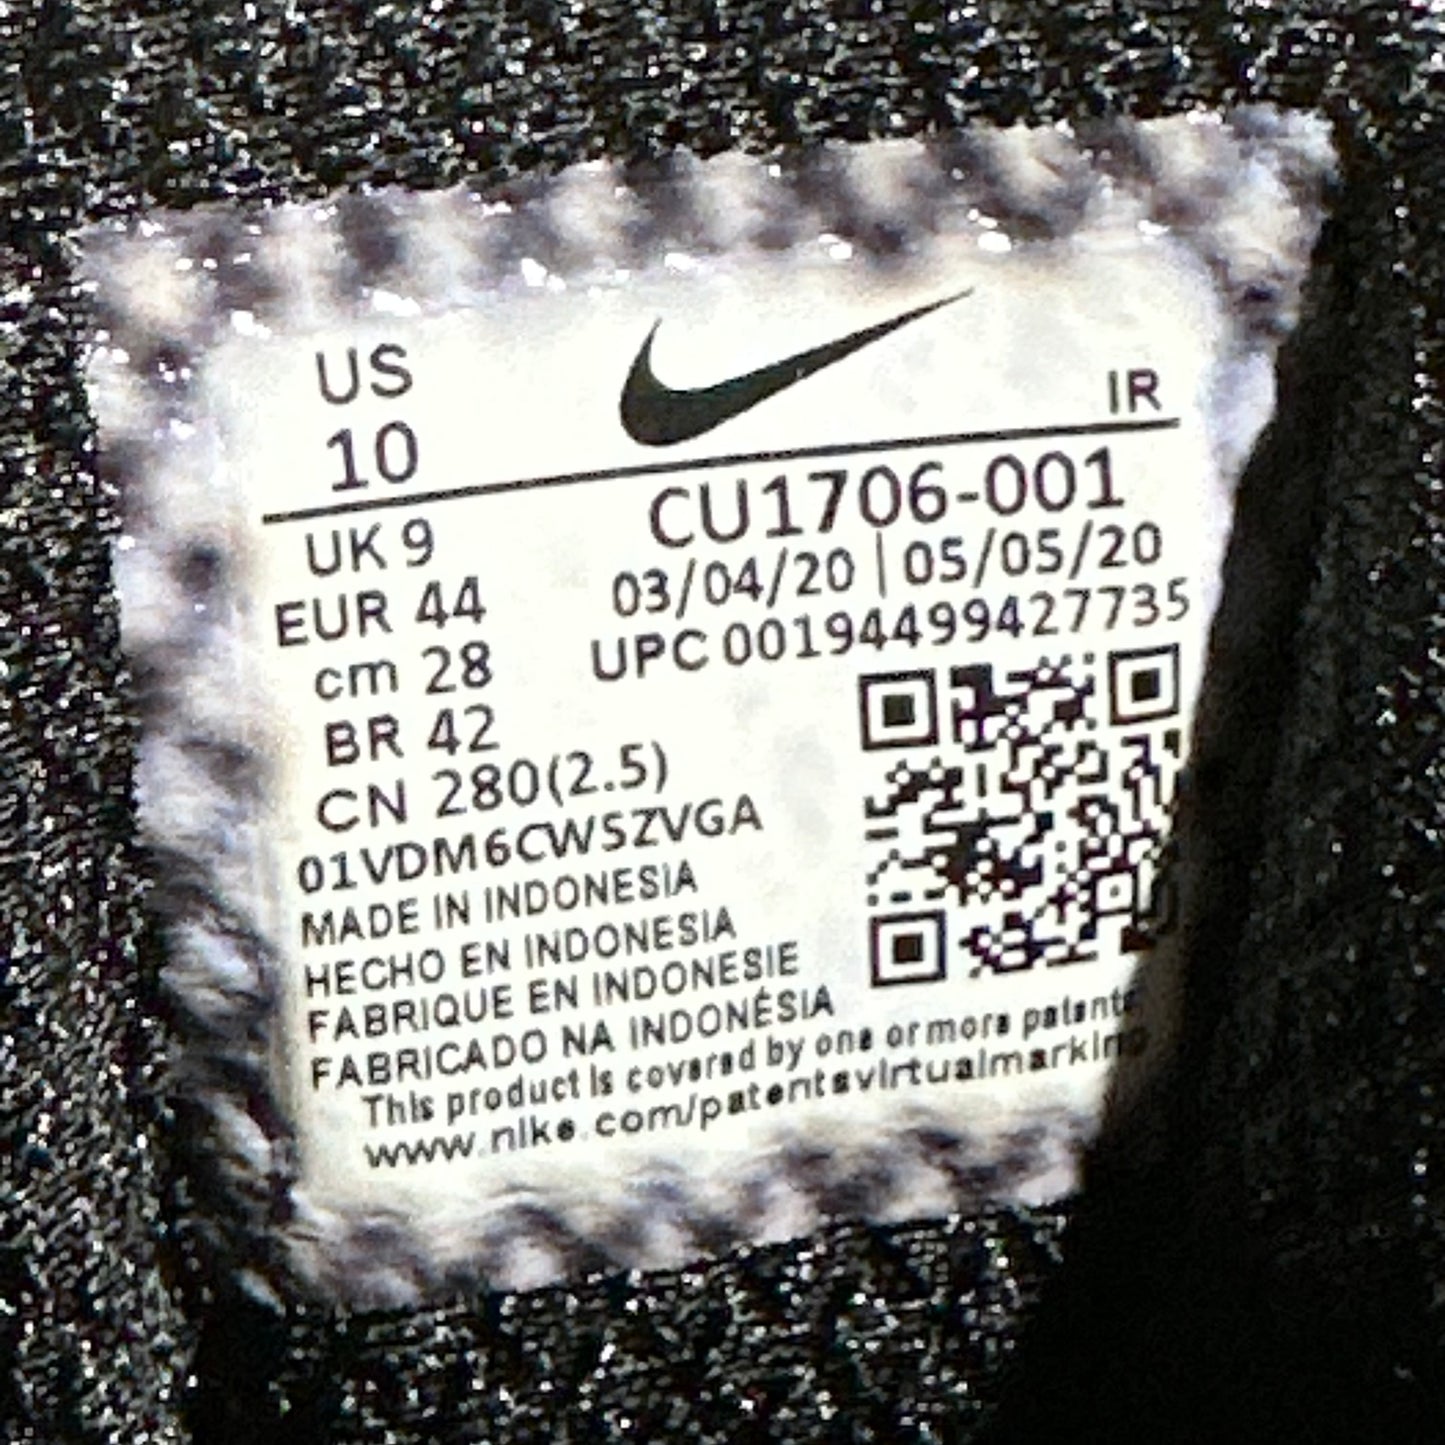 US
10
IR
UK 9
CU1706-001
EUR 44
03/04/20 | 05/05/20
cm 28
UPC 00194499427735
BR 42
CN 280(2.5)
01VDM6CW5ZVGA
MADE IN INDONESIA
HECHO EN INDONESIA
FABRIQUE EN INDONESIE
FABRICADO NA INDONÉSIA
This product is covered by one or more patents
www.nike.com/patentsvirtualmarking